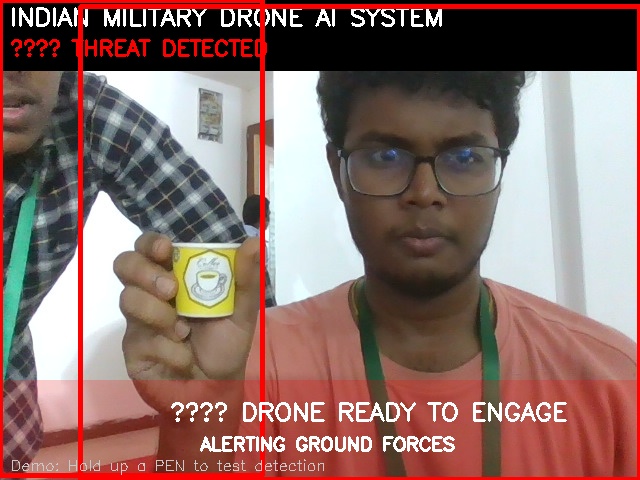 INDIAN MILITARY DRONE AI SYSTEM
???? THREAT DETECTED
Coffee
???? DRONE READY TO ENGAGE
ALERTING GROUND FORCES
Demo: Hold up a PEN to test detection